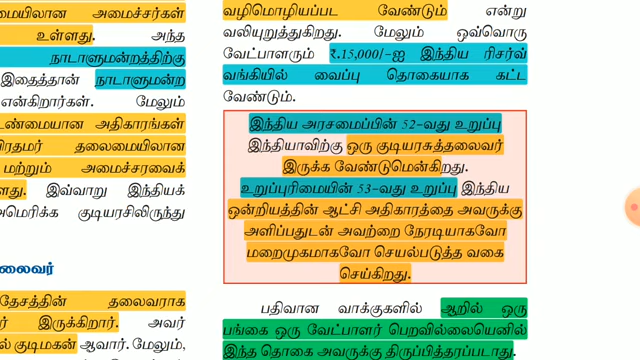 மையிலான அமைச்சர்கள்
உள்ளது. அந்த
நாடாளுமன்றத்திற்கு
இதைத்தான் நாடாளுமன்ற
என்கிறார்கள். மேலும்
டண்மையான அதிகாரங்கள்
பிரதமர் தலைமையிலான
மற்றும் அமைச்சரவைக்
ளது. இவ்வாறு இந்தியக்
அமெரிக்க குடியரசிலிருந்து
லைவர்
தேசத்தின் தலைவராக
ர் இருக்கிறார். அவர்
ல் குடிமகன் ஆவார். மேலும்,
வழிமொழியப்பட வேண்டும் என்று
வலியுறுத்துகிறது. மேலும் ஒவ்வொரு
வேட்பாளரும் ₹.15,000/-ஐ இந்திய ரிசர்வ்
வங்கியில் வைப்பு தொகையாக கட்ட
வேண்டும்.
இந்திய அரசமைப்பின் 52-வது உறுப்பு
இந்தியாவிற்கு ஒரு குடியரசுத்தலைவர்
இருக்க வேண்டுமென்கிறது.
உறுப்புரிமையின் 53-வது உறுப்பு இந்திய
ஒன்றியத்தின் ஆட்சி அதிகாரத்தை அவருக்கு
அளிப்பதுடன் அவற்றை நேரடியாகவோ
மறைமுகமாகவோ செயல்படுத்த வகை
செய்கிறது.
பதிவான வாக்குகளில் ஆறில் ஒரு
பங்கை ஒரு வேட்பாளர் பெறவில்லையெனில்
இந்த தொகை அவருக்கு திருப்பித்தரப்படாது.